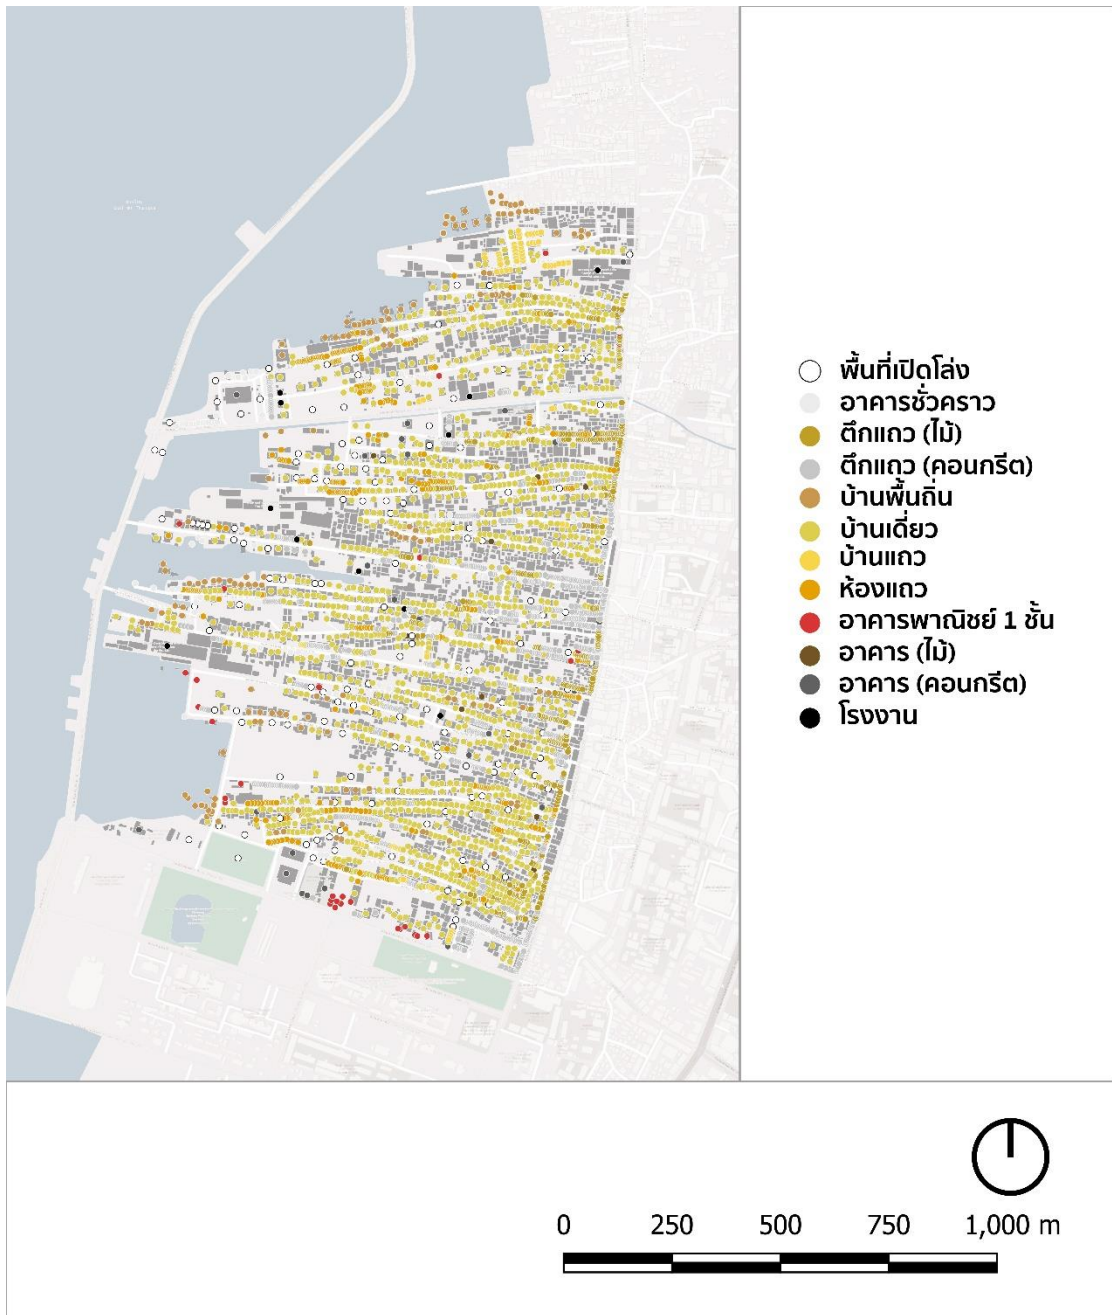 พื้นที่เปิดโล่ง
อาคารชั่วคราว
ตึกแถว (ไม้)
ตึกแถว (คอนกรีต)
บ้านพื้นถิ่น
บ้านเดี่ยว
บ้านแถว
ห้องแถว
อาคารพาณิชย์ 1 ชั้น
อาคาร (ไม้)
อาคาร (คอนกรีต)
โรงงาน
0 250 500 750 1,000 m